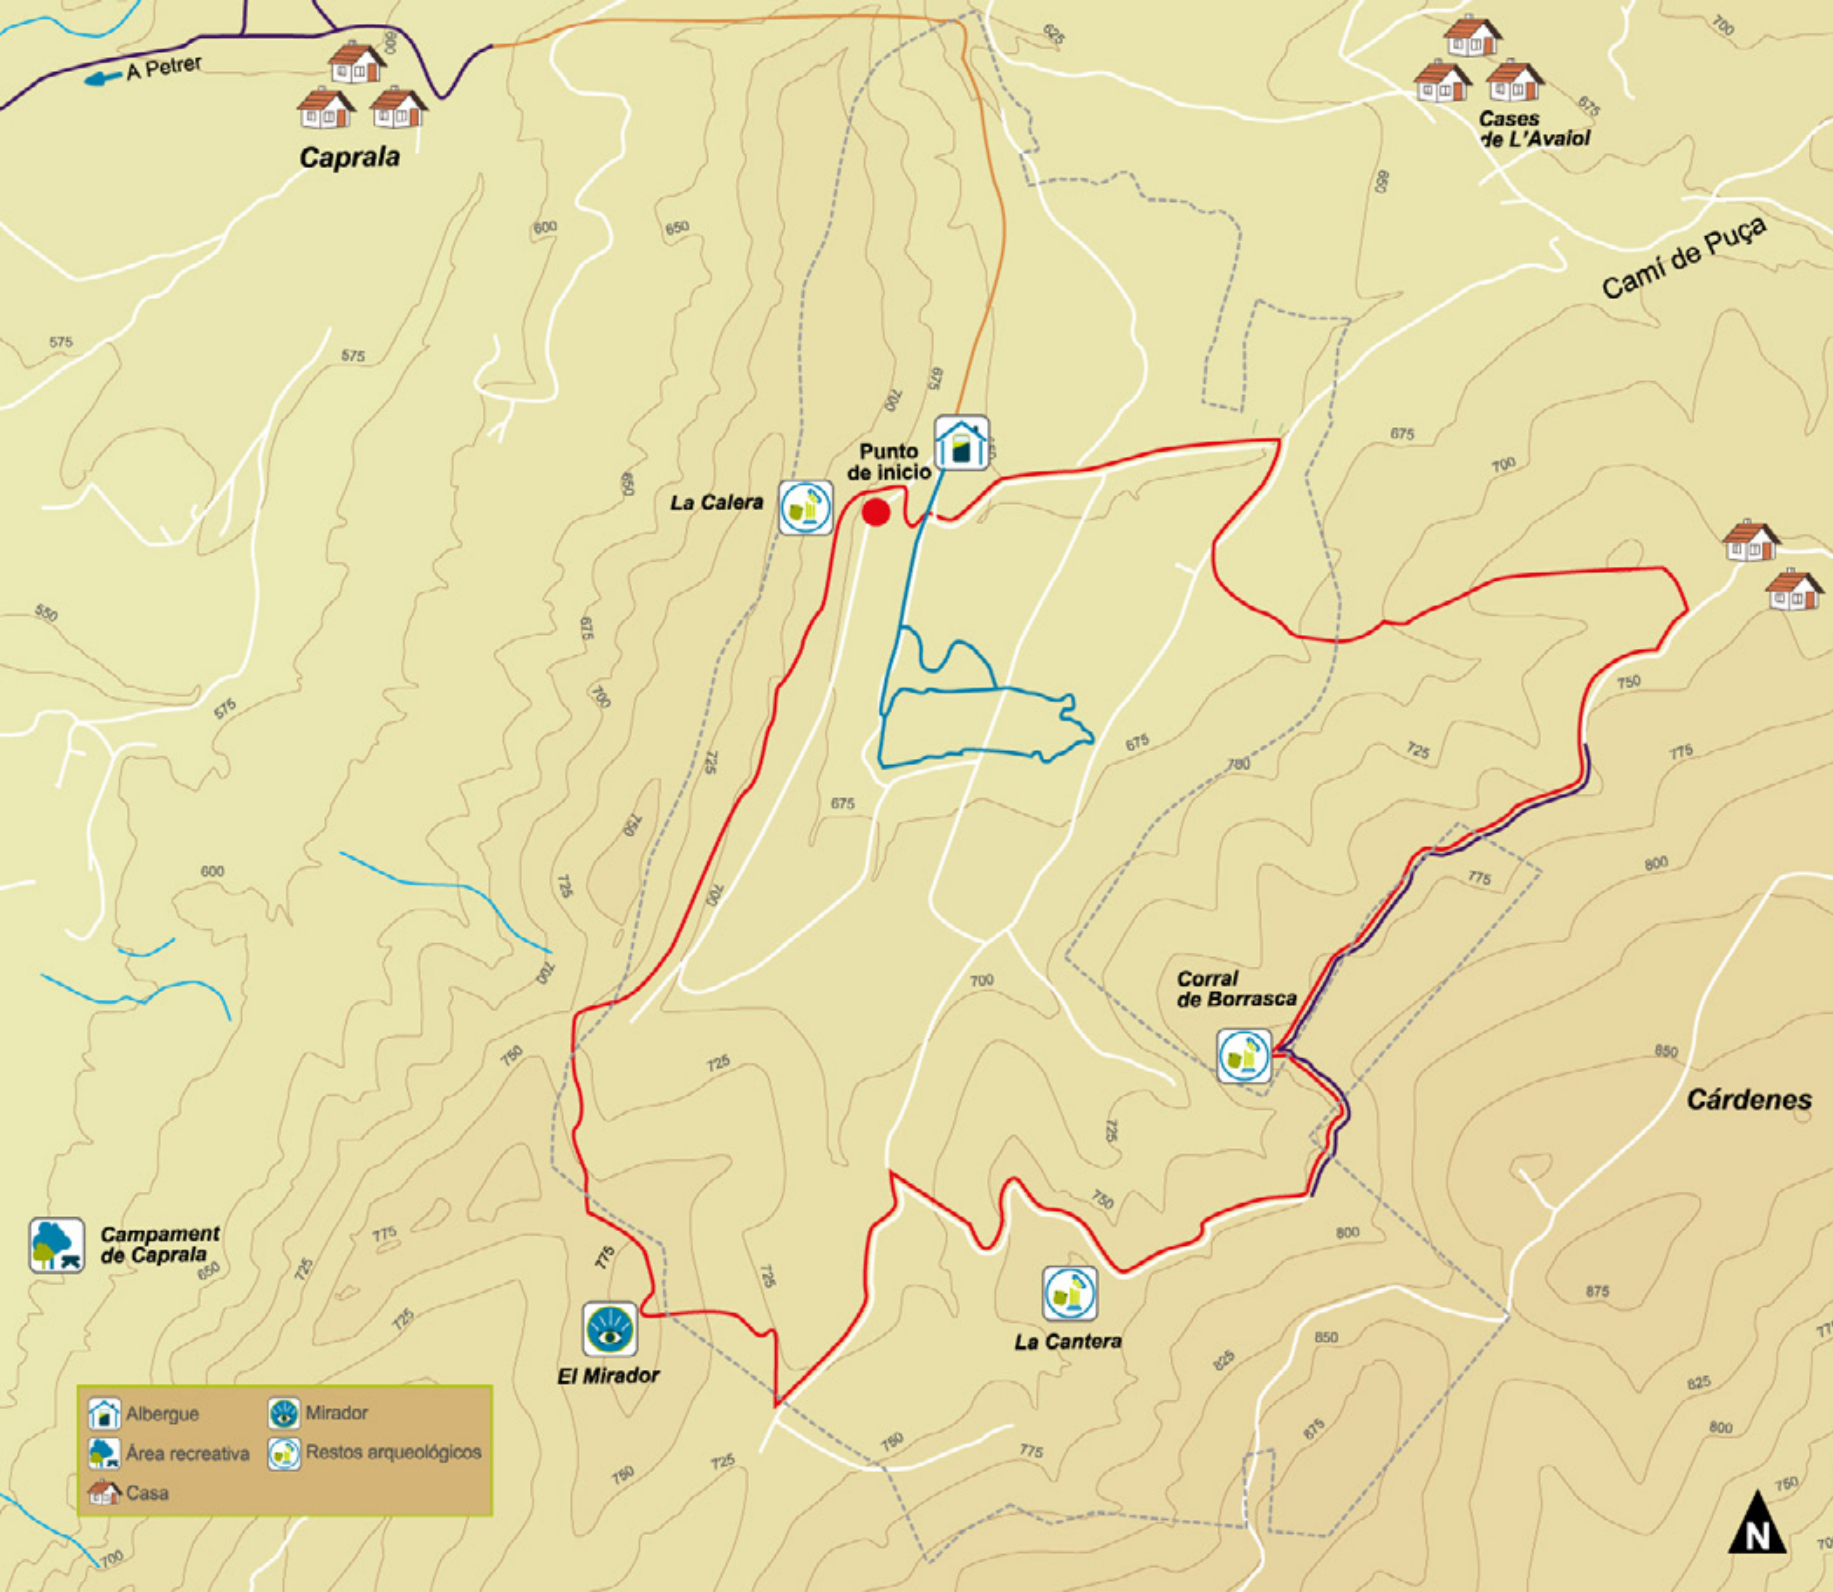 625
700
600
A Petrer
675
Cases
de L'Avaiol
Caprala
650
600
650
Camí de Puça
575
575
675
700
675
Punto
de inicio
700
650
La Calera
550
675
750
700
575
675
725
725
780
775
675
750
800
600
775
725
700
700
700
Corral
de Borrasca
750
725
850
Cárdenes
725
750
Campament
de Caprala
775
800
650
725
775
725
875
725
La Cantera
850
825
El Mirador
825
Albergue
Mirador
875
800
750
775
Área recreativa
Restos arqueológicos
725
750
750
Casa
N
700